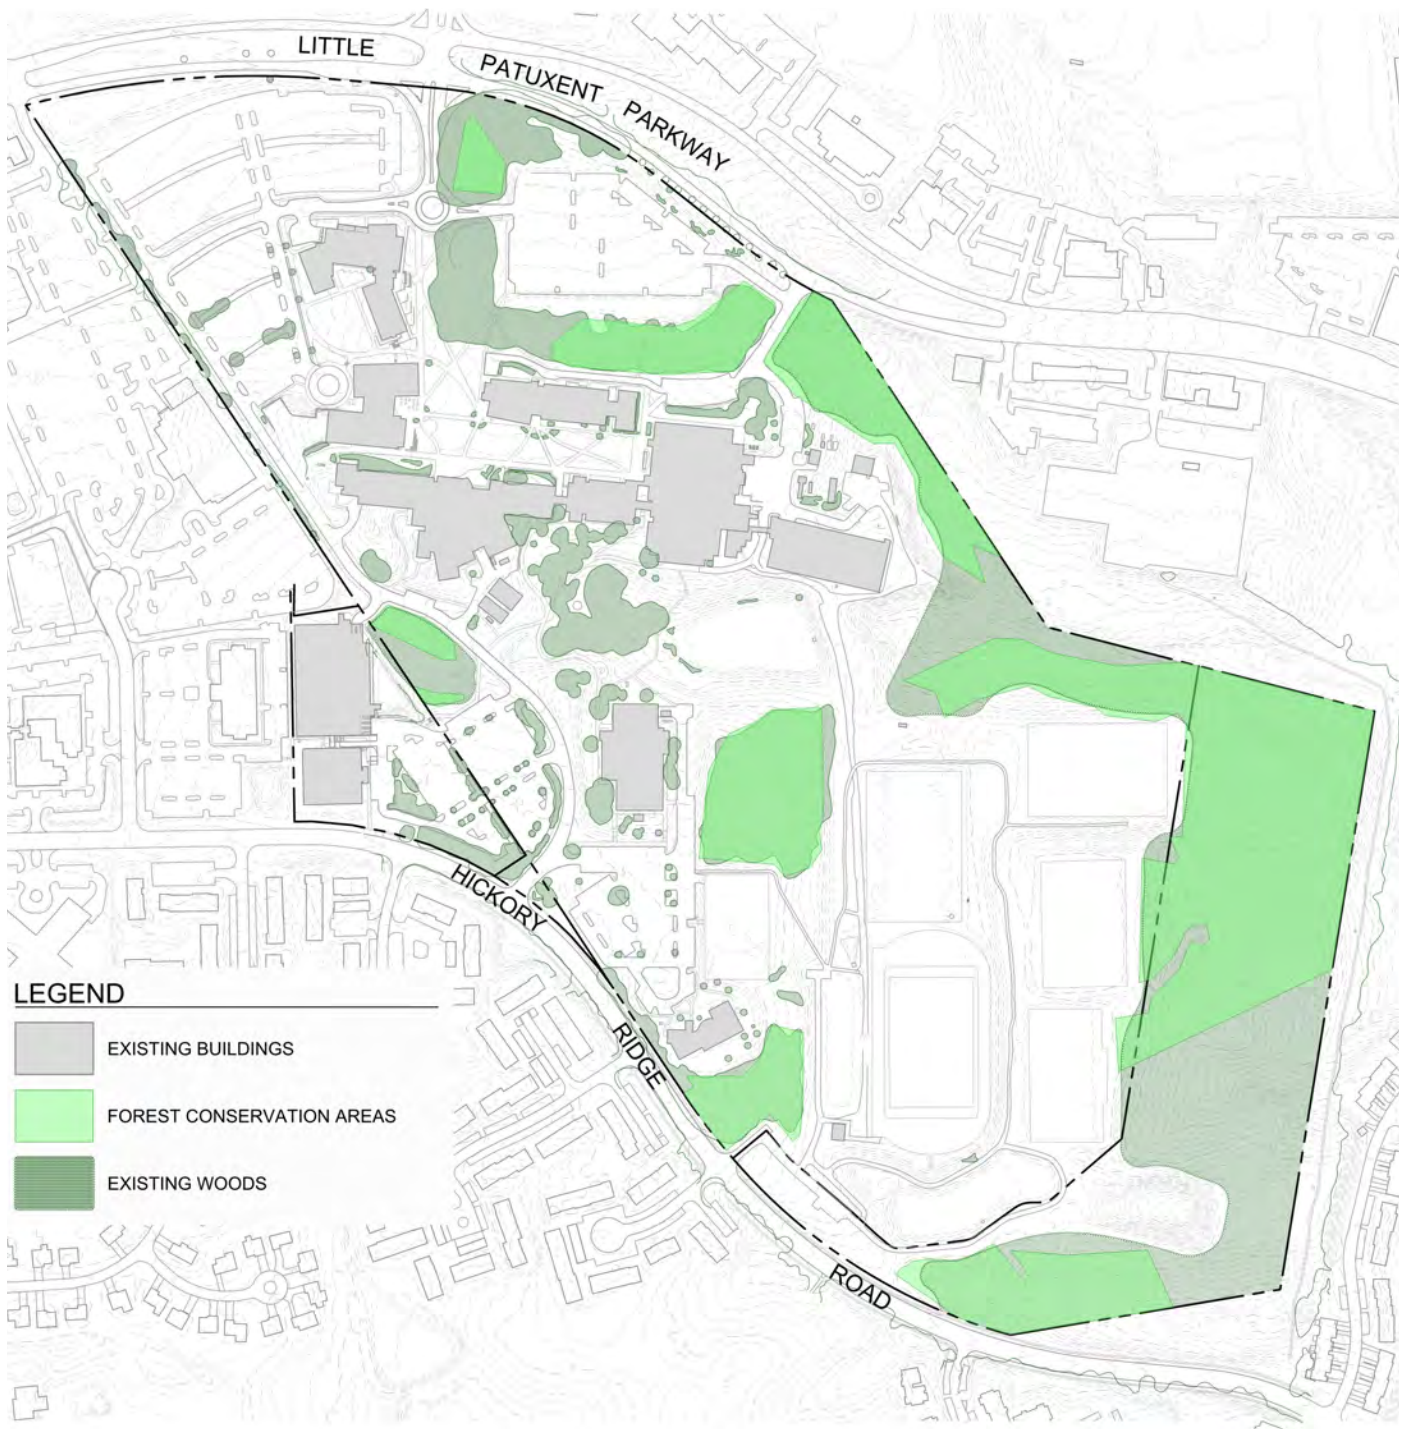 LITTLE
PATUXENT PARKWAY
HICKORY
RIDGE
ROAD
LEGEND
EXISTING BUILDINGS
FOREST CONSERVATION AREAS
EXISTING WOODS